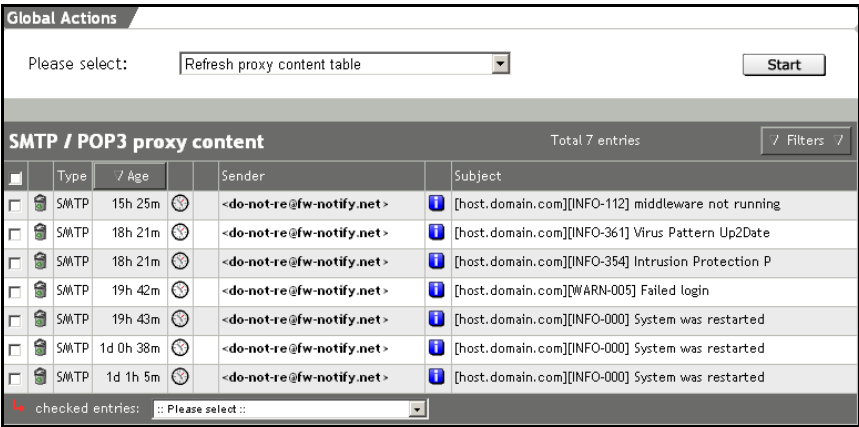 Global Actions
Please select: Refresh proxy content table Start
SMTP / POP3 proxy content Total 7 entries Filters
Type Age Sender Subject
SMTP 15h 25m <do-not-re@fw-notify.net> [host.domain.com][INFO-112] middleware not running
SMTP 18h 21m <do-not-re@fw-notify.net> [host.domain.com][INFO-361] Virus Pattern Up2Date
SMTP 18h 21m <do-not-re@fw-notify.net> [host.domain.com][INFO-354] Intrusion Protection P
SMTP 19h 42m <do-not-re@fw-notify.net> [host.domain.com][WARN-005] Failed login
SMTP 19h 43m <do-not-re@fw-notify.net> [host.domain.com][INFO-000] System was restarted
SMTP 1d 0h 38m <do-not-re@fw-notify.net> [host.domain.com][INFO-000] System was restarted
SMTP 1d 1h 5m <do-not-re@fw-notify.net> [host.domain.com][INFO-000] System was restarted
checked entries: :: Please select ::